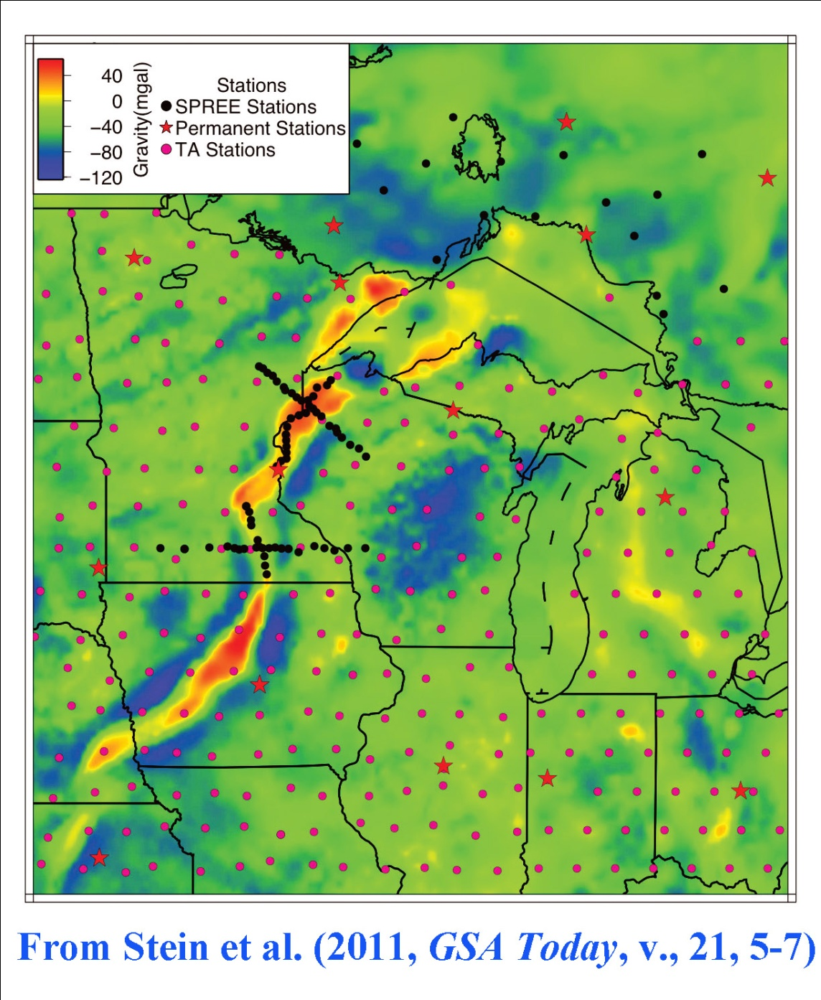 40
0
−40
−80
−120
Gravity(mgal)
Stations
SPREE Stations
Permanent Stations
TA Stations
From Stein et al. (2011, GSA Today, v., 21, 5-7)